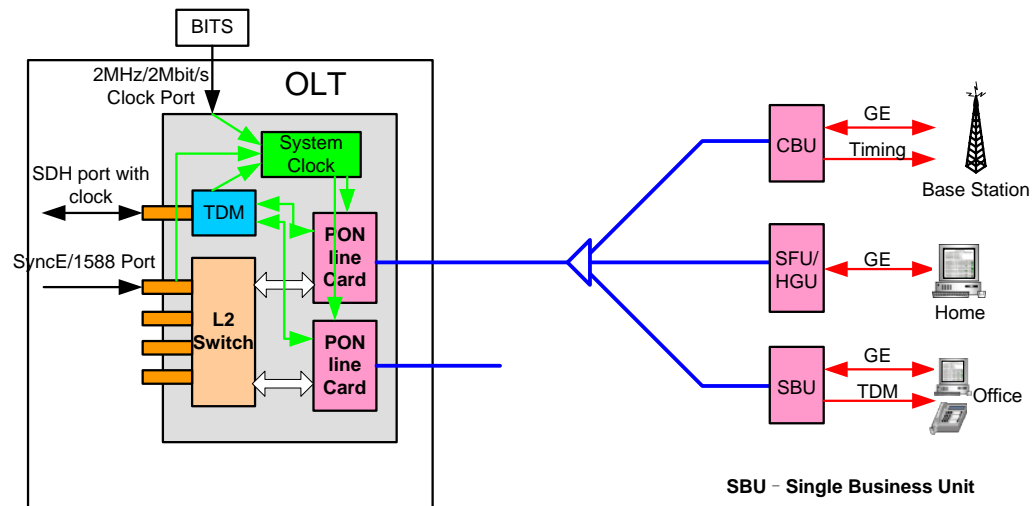 BITS
2MHz/2Mbit/s
Clock Port
OLT
System
Clock
SDH port with
clock
TDM
PON
line
Card
SyncE/1588 Port
L2
Switch
PON
line
Card
CBU
GE
Timing
Base Station
SFU/
HGU
GE
Home
SBU
GE
TDM
Office
SBU – Single Business Unit